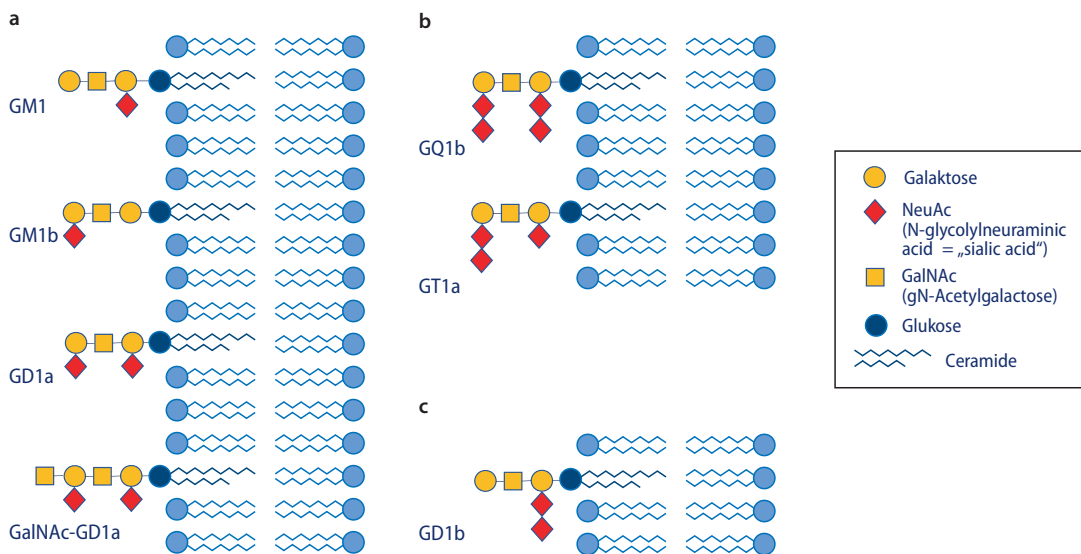 a
GM1
GM1b
GD1a
GalNAc-GD1a
b
GQ1b
GT1a
c
GD1b
Galaktose
NeuAc
(N-glycolylneuraminic
acid = „sialic acid“)
GalNAc
(gN-Acetylgalactose)
Glukose
Ceramide